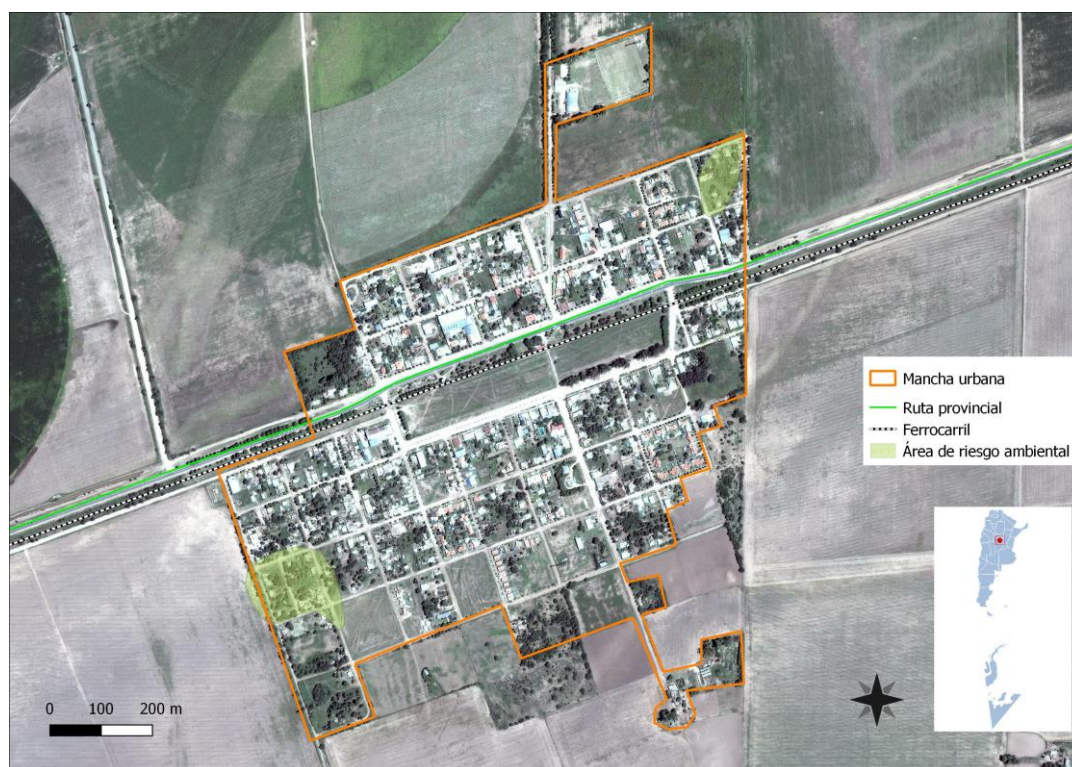 Mancha urbana
Ruta provincial
Ferrocarril
Área de riesgo ambiental
0 100 200 m